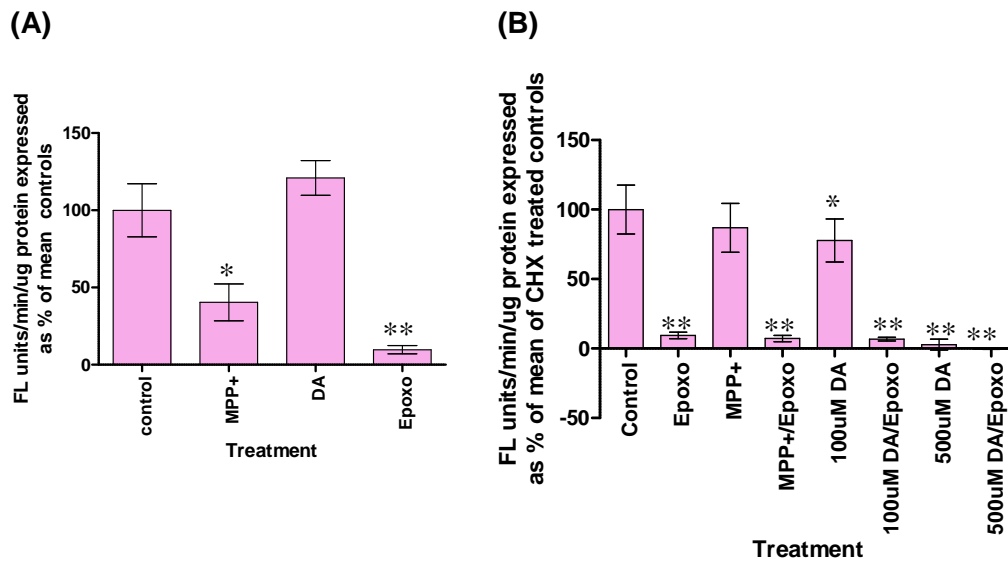 (A)
FL units/min/ug protein expressed
as % of mean controls
150
100
50
0
*
**
control
MPP+
DA
Epoxo
Treatment
(B)
FL units/min/ug protein expressed
as % of mean of CHX treated controls
150
100
50
0
-50
**
**
*
**
**
**
Control
Epoxo
MPP+
MPP+/Epoxo
100uM DA
100uM DA/Epoxo
500uM DA
500uM DA/Epoxo
Treatment